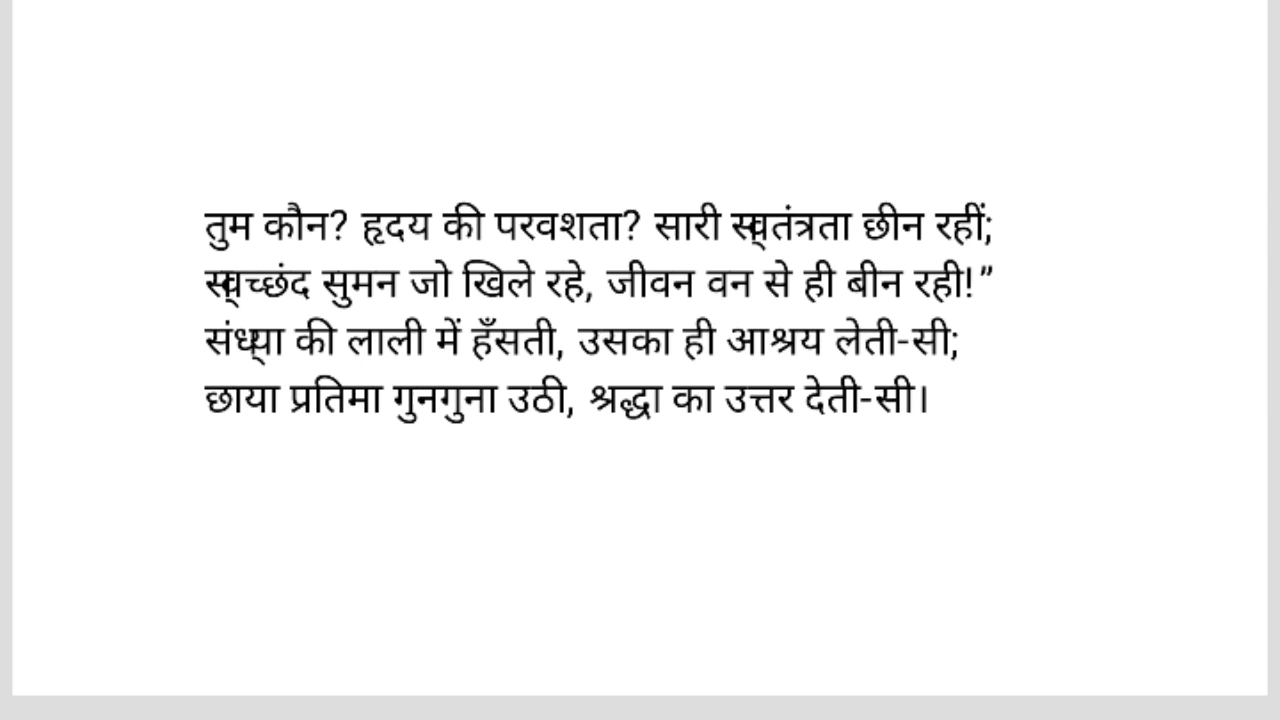 तुम कौन? हृदय की परवशता? सारी स्वतंत्रता छीन रहीं;
स्वच्छंद सुमन जो खिले रहे, जीवन वन से ही बीन रही!”
संध्या की लाली में हँसती, उसका ही आश्रय लेती-सी;
छाया प्रतिमा गुनगुना उठी, श्रद्धा का उत्तर देती-सी।